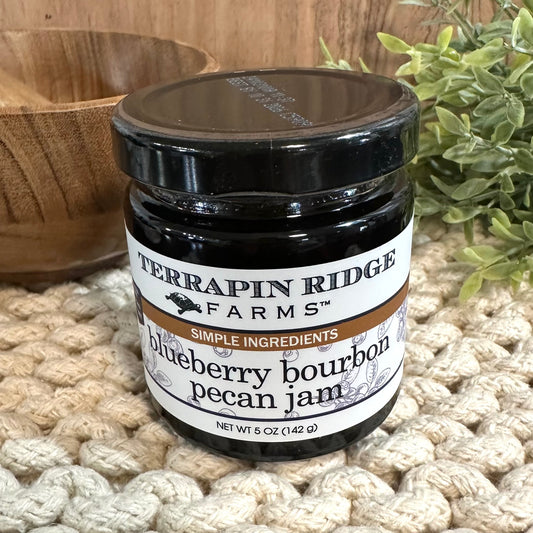 TERRAPIN RIDGE
FARMS™
SIMPLE INGREDIENTS
blueberry bourbon
pecan jam
NET WT 5 OZ (142 g)